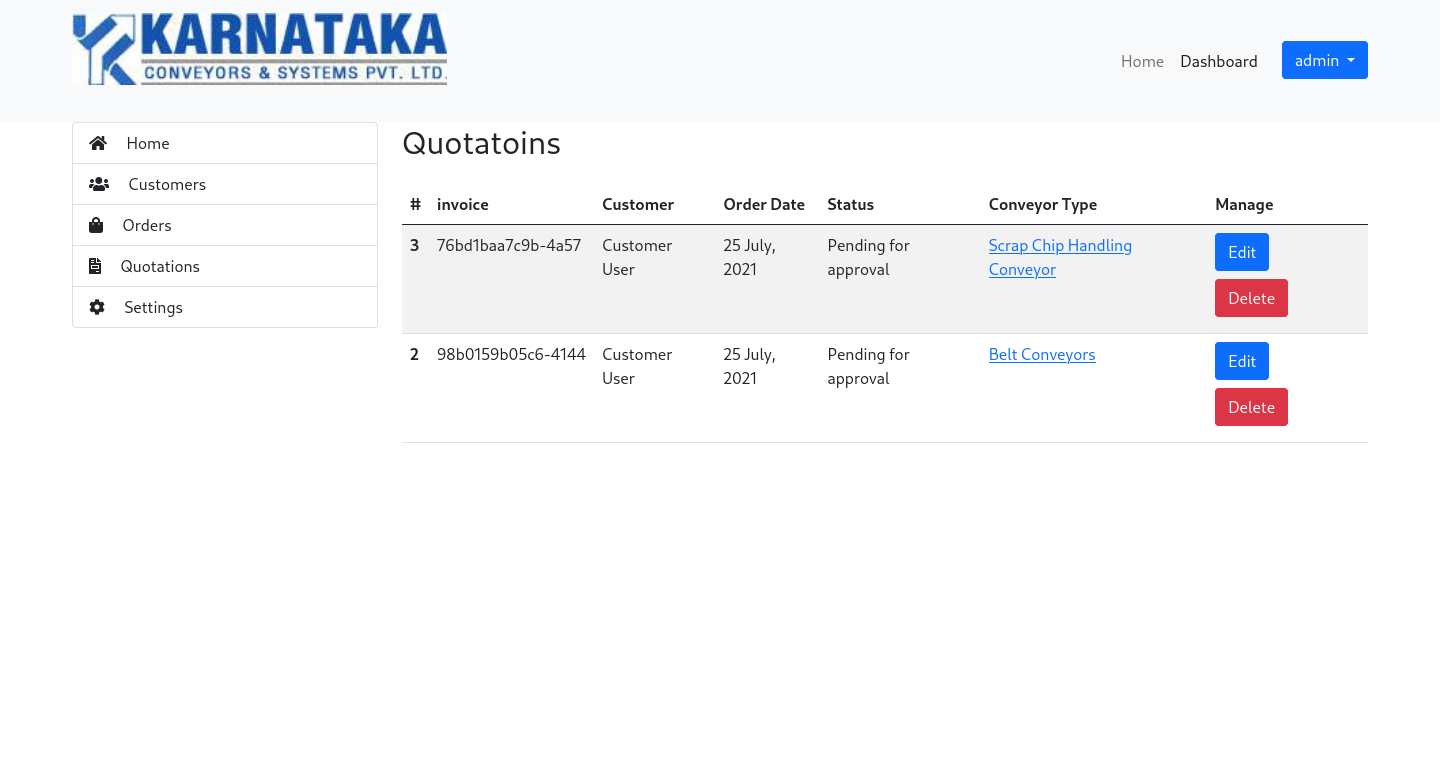 KARNATAKA
CONVEYORS & SYSTEMS PVT. LTD.
Home Dashboard admin
Home
Customers
Orders
Quotations
Settings
Quotatoins
# invoice Customer Order Date Status Conveyor Type Manage
3 76bd1baa7c9b-4a57 Customer 25 July, Pending for Scrap Chip Handling Edit
User 2021 approval Conveyor
Delete
2 98b0159b05c6-4144 Customer 25 July, Pending for Belt Conveyors Edit
User 2021 approval
Delete